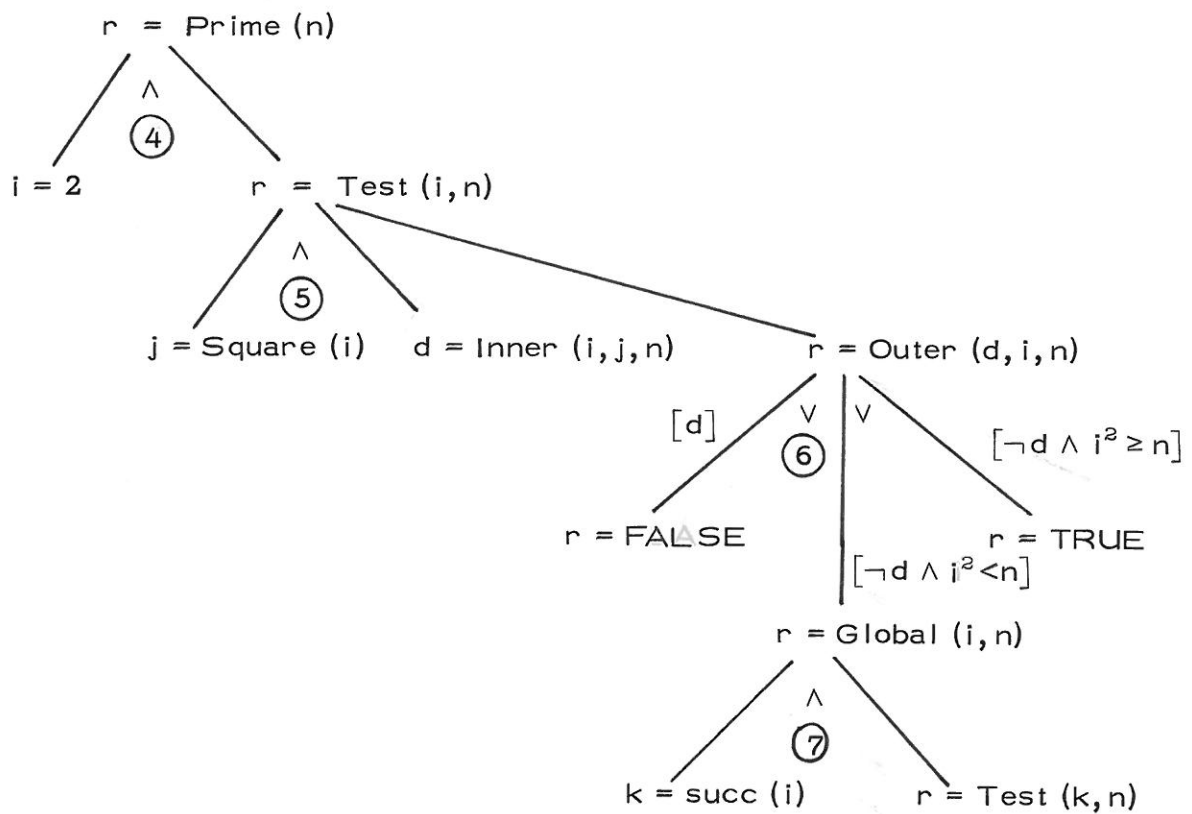 r = Prime (n)
∧
④
i = 2
r = Test (i, n)
∧
⑤
j = Square (i)
d = Inner (i, j, n)
r = Outer (d, i, n)
[d]
∨ ∨
⑥
[¬d ∧ i² ≥ n]
r = FALSE
r = TRUE
[¬d ∧ i² < n]
r = Global (i, n)
∧
⑦
k = succ (i)
r = Test (k, n)